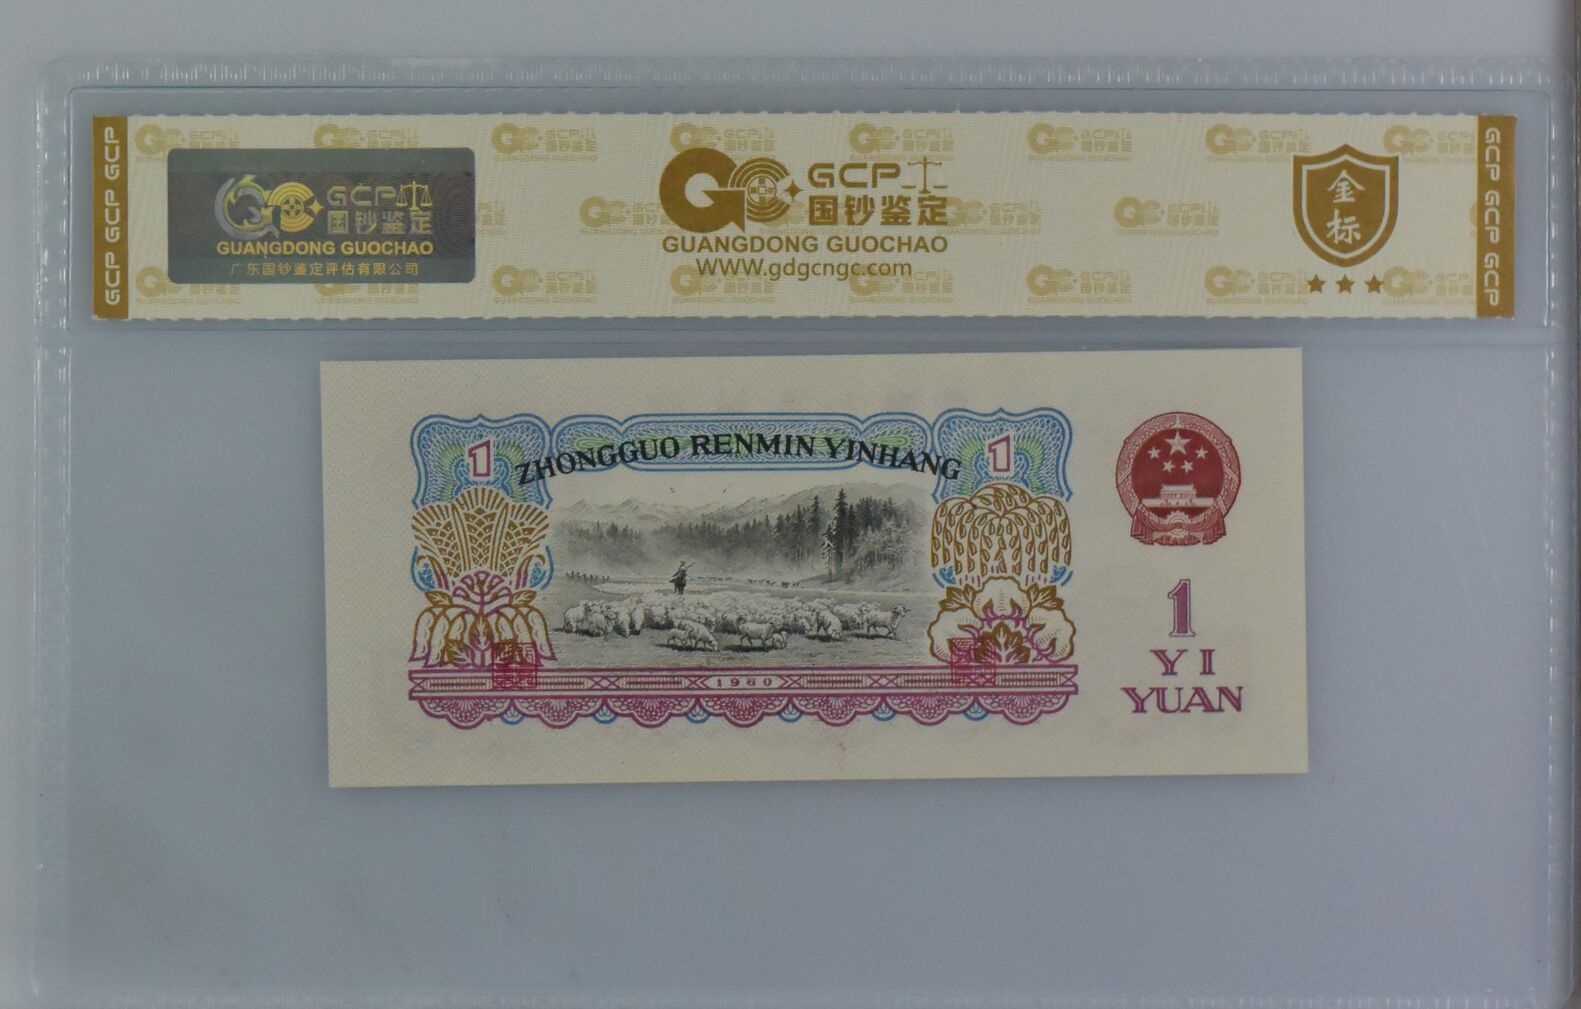 GCP GCP GCP
GCP
国钞鉴定
GUANGDONG GUOCHAO
广东国钞鉴定评估有限公司
GCP
国钞鉴定
GUANGDONG GUOCHAO
WWW.gdgcngc.com
金标
GCP GCP GCP
1
ZHONGGUO RENMIN YINHANG
1
1960
1
YI
YUAN